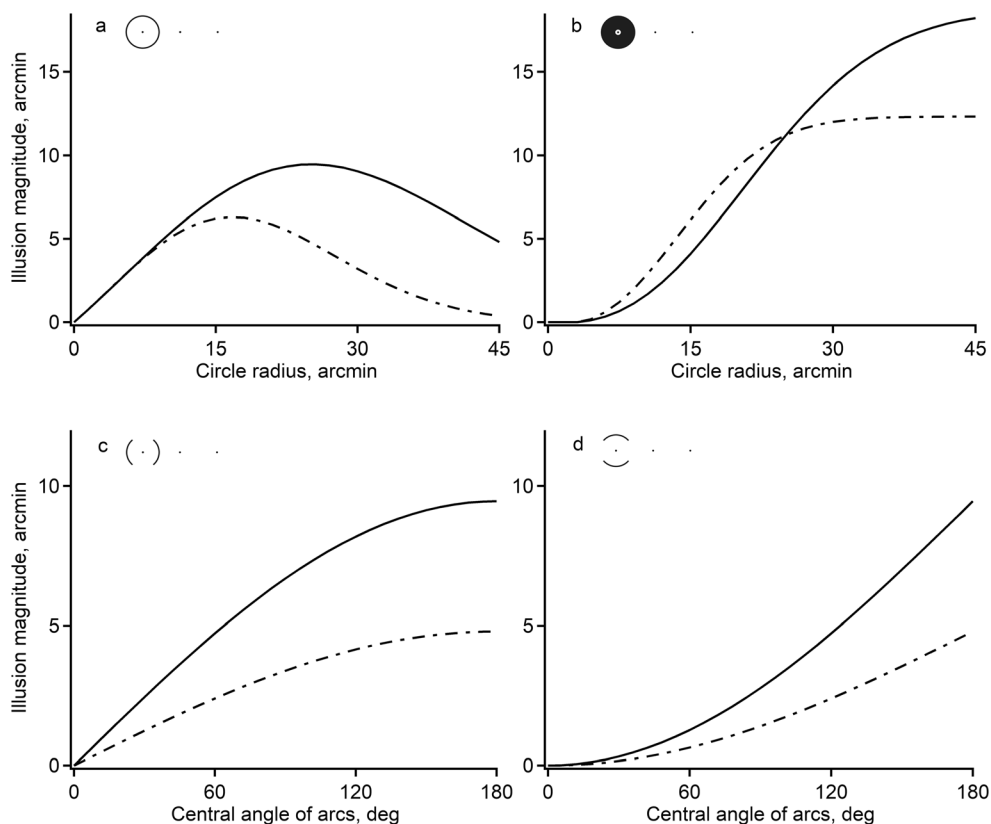 a
b
15
10
5
0
Illusion magnitude, arcmin
0 15 30 45
Circle radius, arcmin
15
10
5
0
0 15 30 45
Circle radius, arcmin
c
d
10
5
0
Illusion magnitude, arcmin
0 60 120 180
Central angle of arcs, deg
10
5
0
0 60 120 180
Central angle of arcs, deg